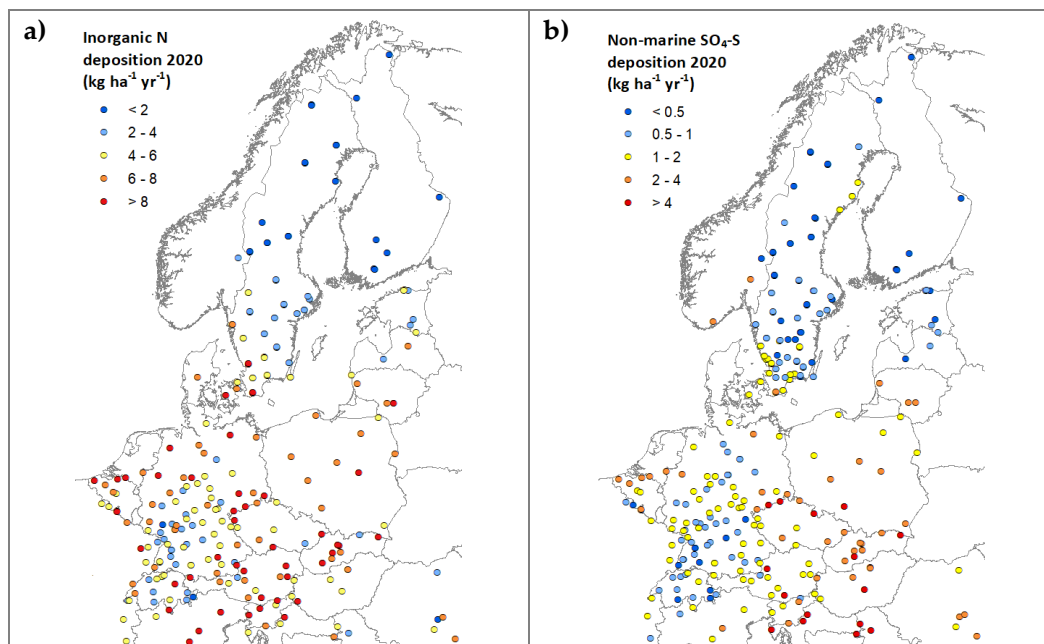 a)
Inorganic N
deposition 2020
(kg ha⁻¹ yr⁻¹)
< 2
2 - 4
4 - 6
6 - 8
> 8
b)
Non-marine SO₄-S
deposition 2020
(kg ha⁻¹ yr⁻¹)
< 0.5
0.5 - 1
1 - 2
2 - 4
> 4